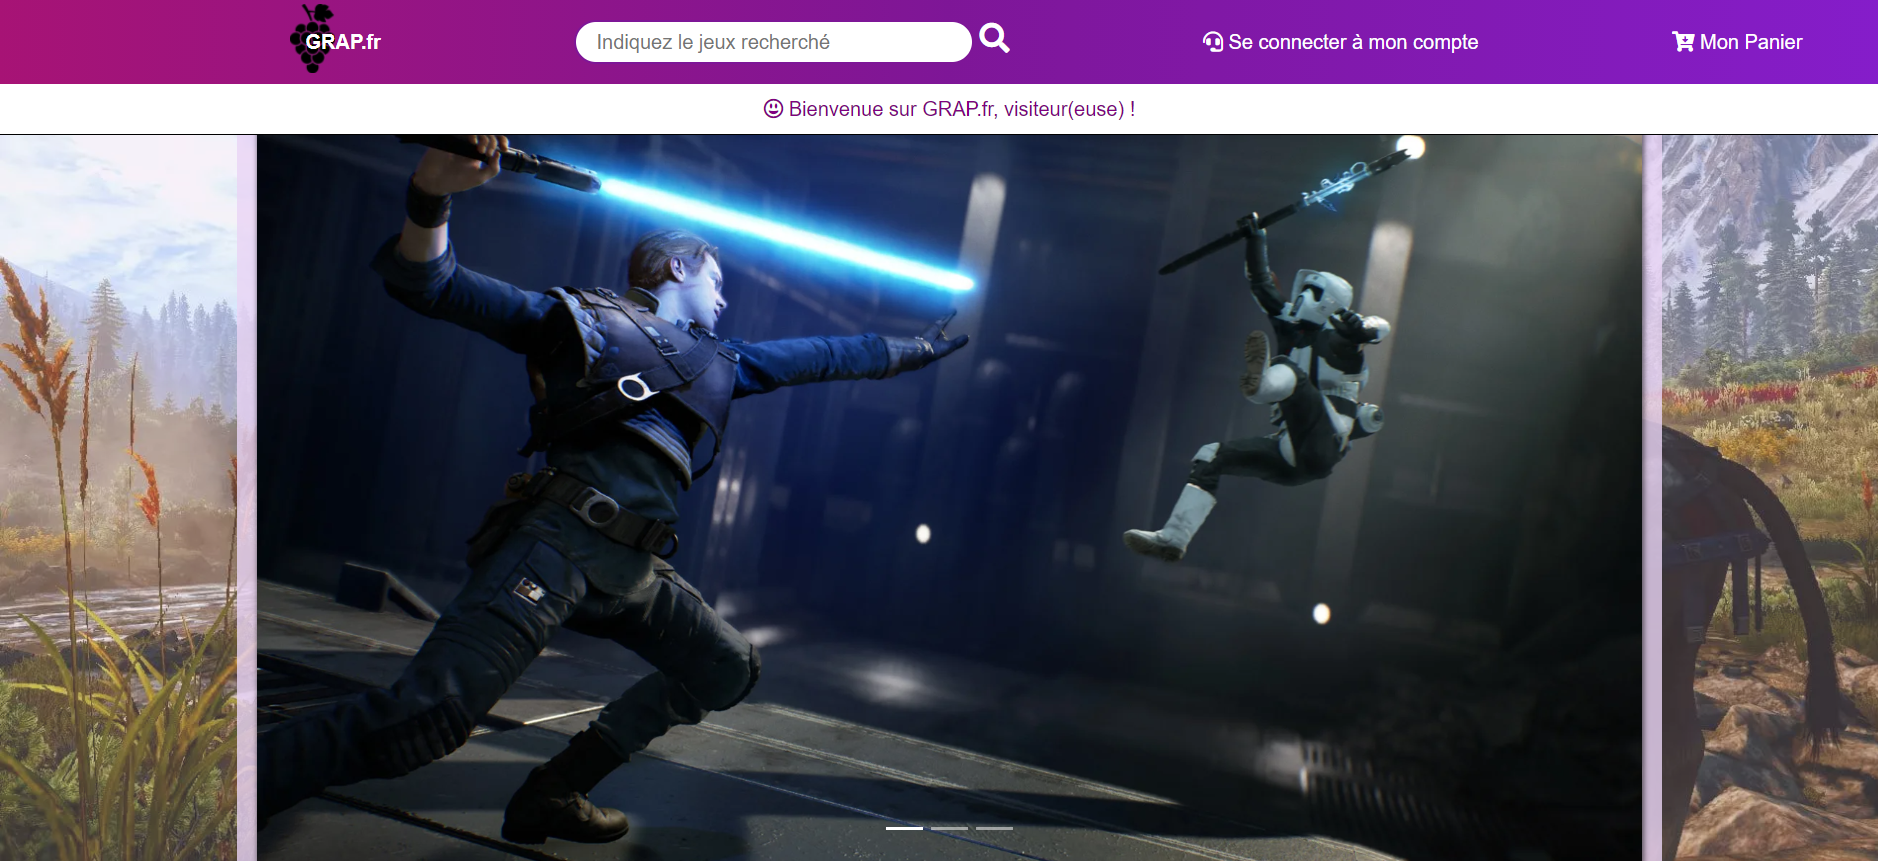 GRAP.fr
Indiquez le jeux recherché
Se connecter à mon compte
Mon Panier
Bienvenue sur GRAP.fr, visiteur(euse) !